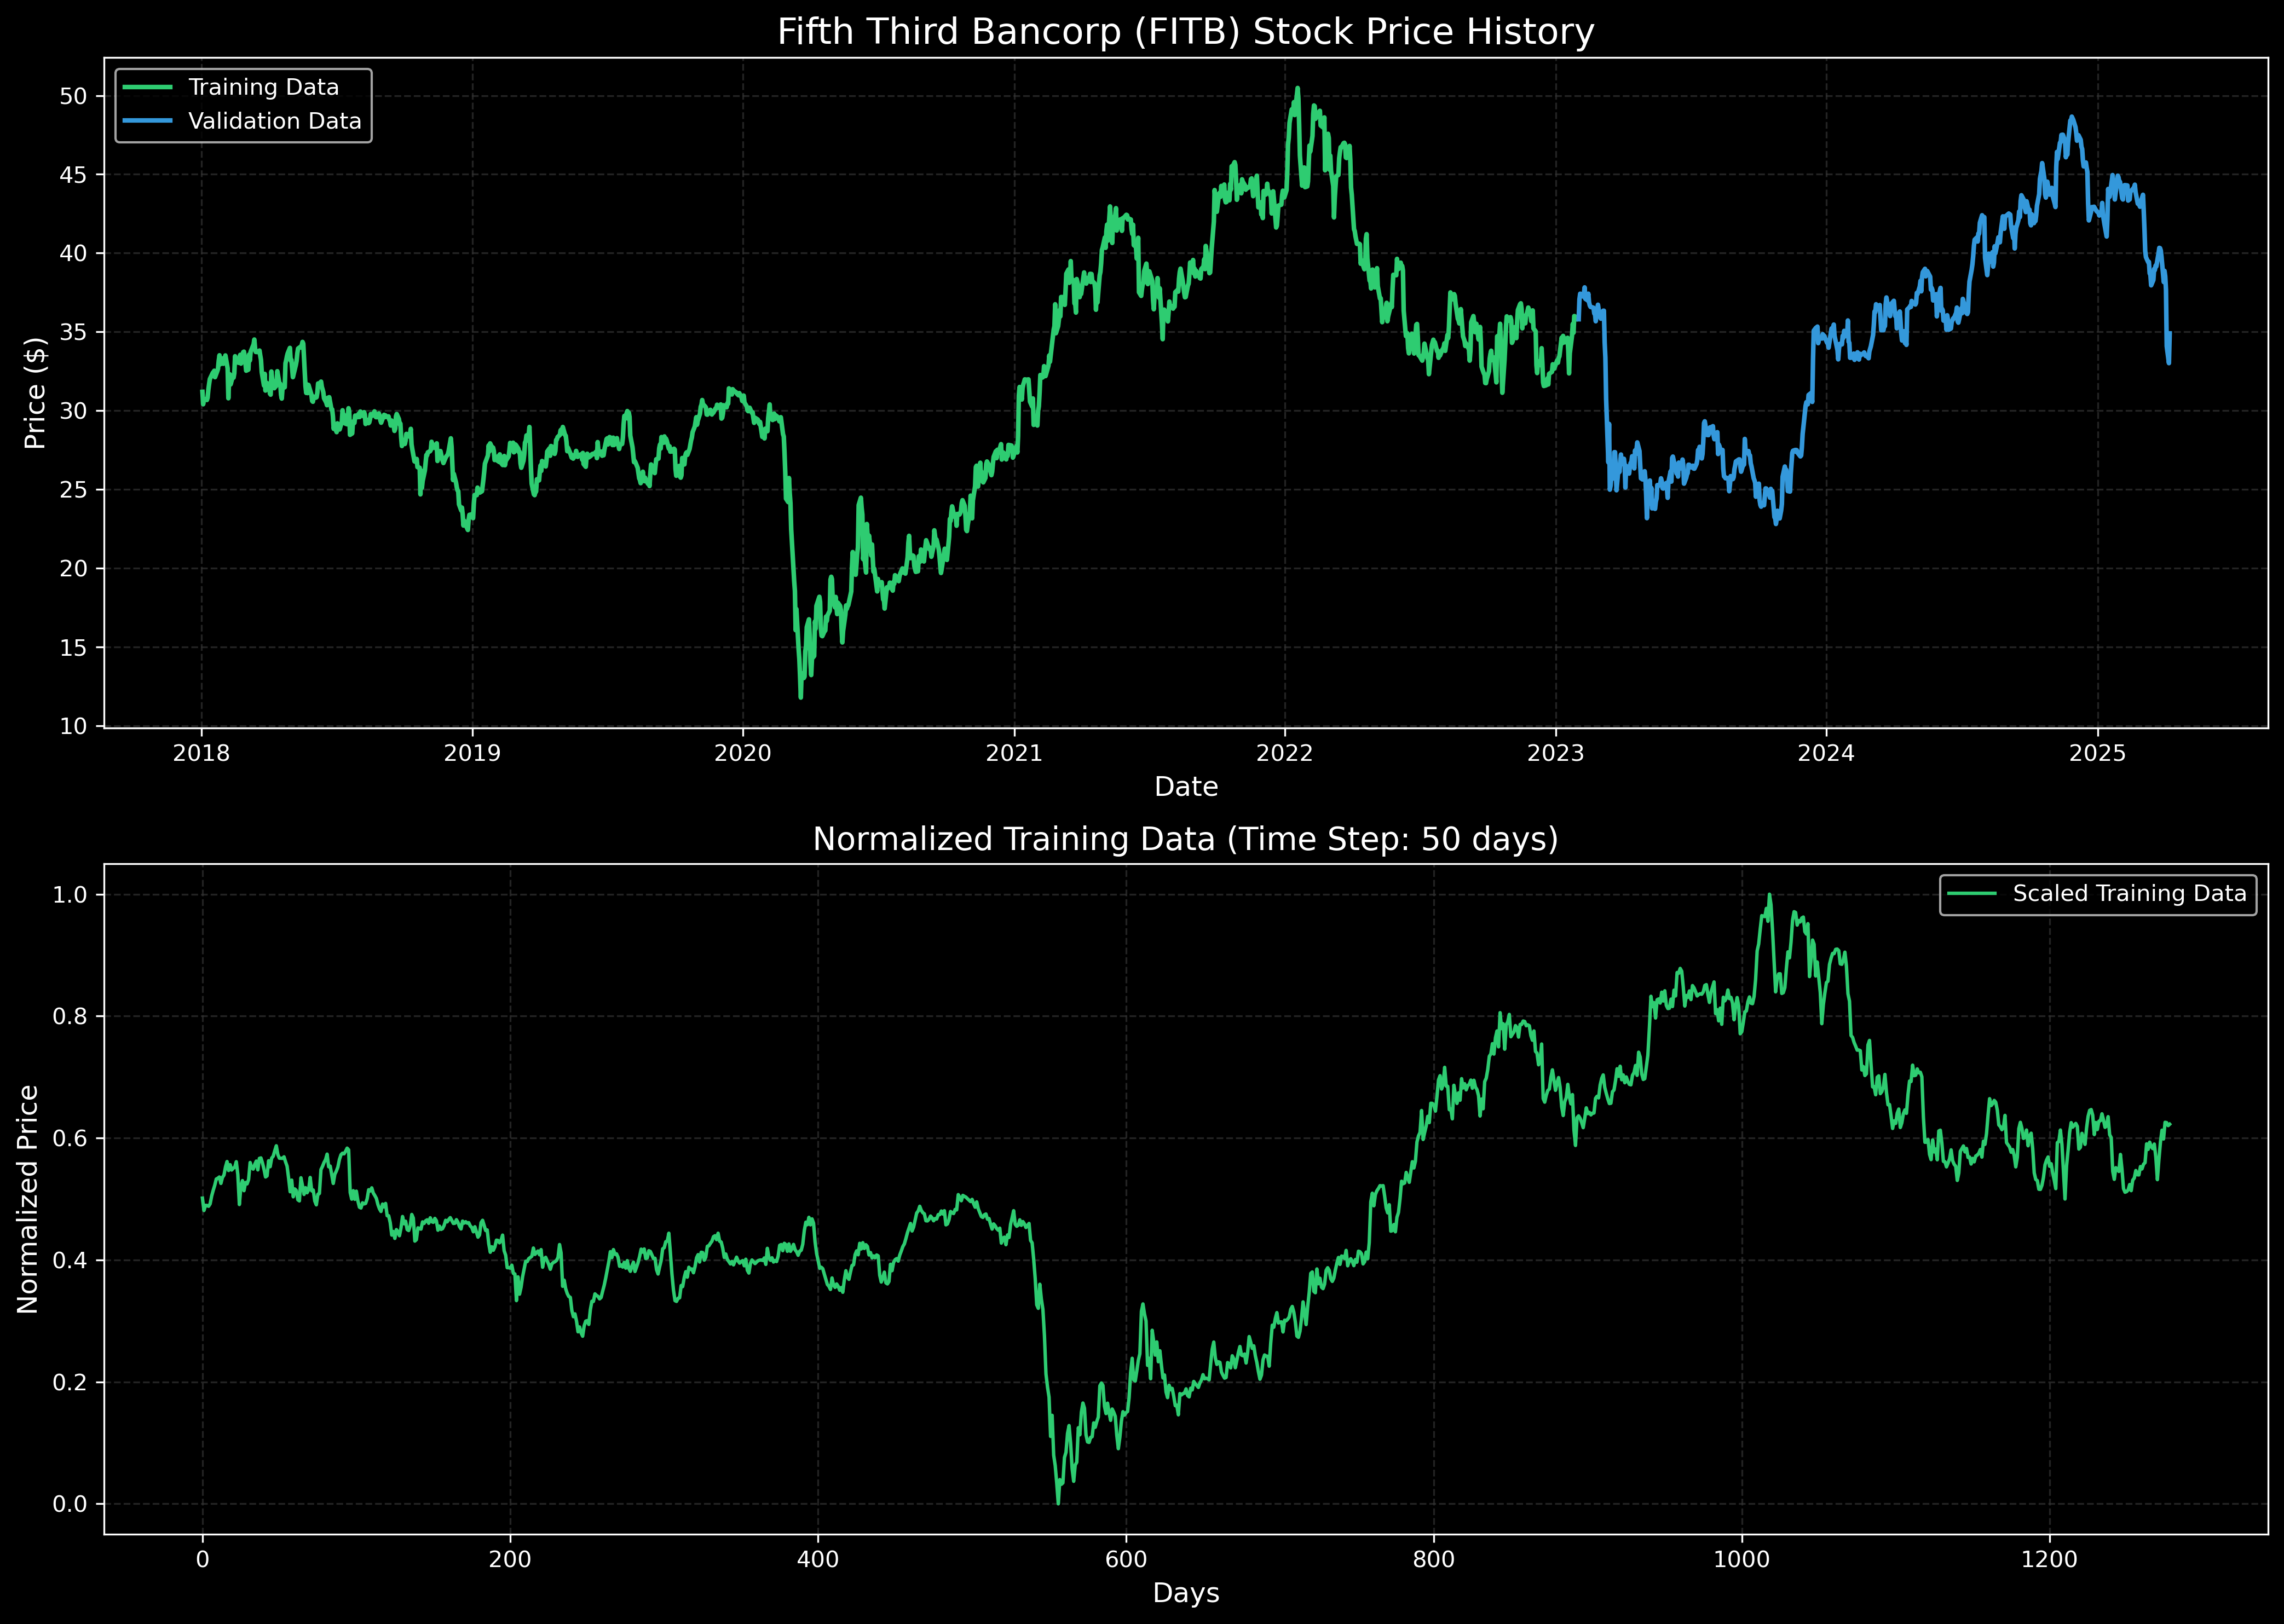 Fifth Third Bancorp (FITB) Stock Price History
Training Data
Validation Data
Price ($)
50
45
40
35
30
25
20
15
10
2018 2019 2020 2021 2022 2023 2024 2025
Date
Normalized Training Data (Time Step: 50 days)
Scaled Training Data
Normalized Price
1.0
0.8
0.6
0.4
0.2
0.0
0 200 400 600 800 1000 1200
Days